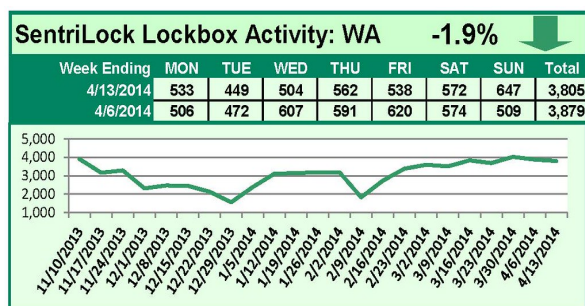 SentriLock Lockbox Activity: WA -1.9%
Week Ending MON TUE WED THU FRI SAT SUN Total
4/13/2014 533 449 504 562 538 572 647 3,805
4/6/2014 506 472 607 591 620 574 509 3,879
5,000
4,000
3,000
2,000
1,000
11/10/2013 11/17/2013 11/24/2013 12/1/2013 12/8/2013 12/15/2013 12/22/2013 12/29/2013 1/5/2014 1/12/2014 1/19/2014 1/26/2014 2/2/2014 2/9/2014 2/16/2014 2/23/2014 3/2/2014 3/9/2014 3/16/2014 3/23/2014 3/30/2014 4/6/2014 4/13/2014